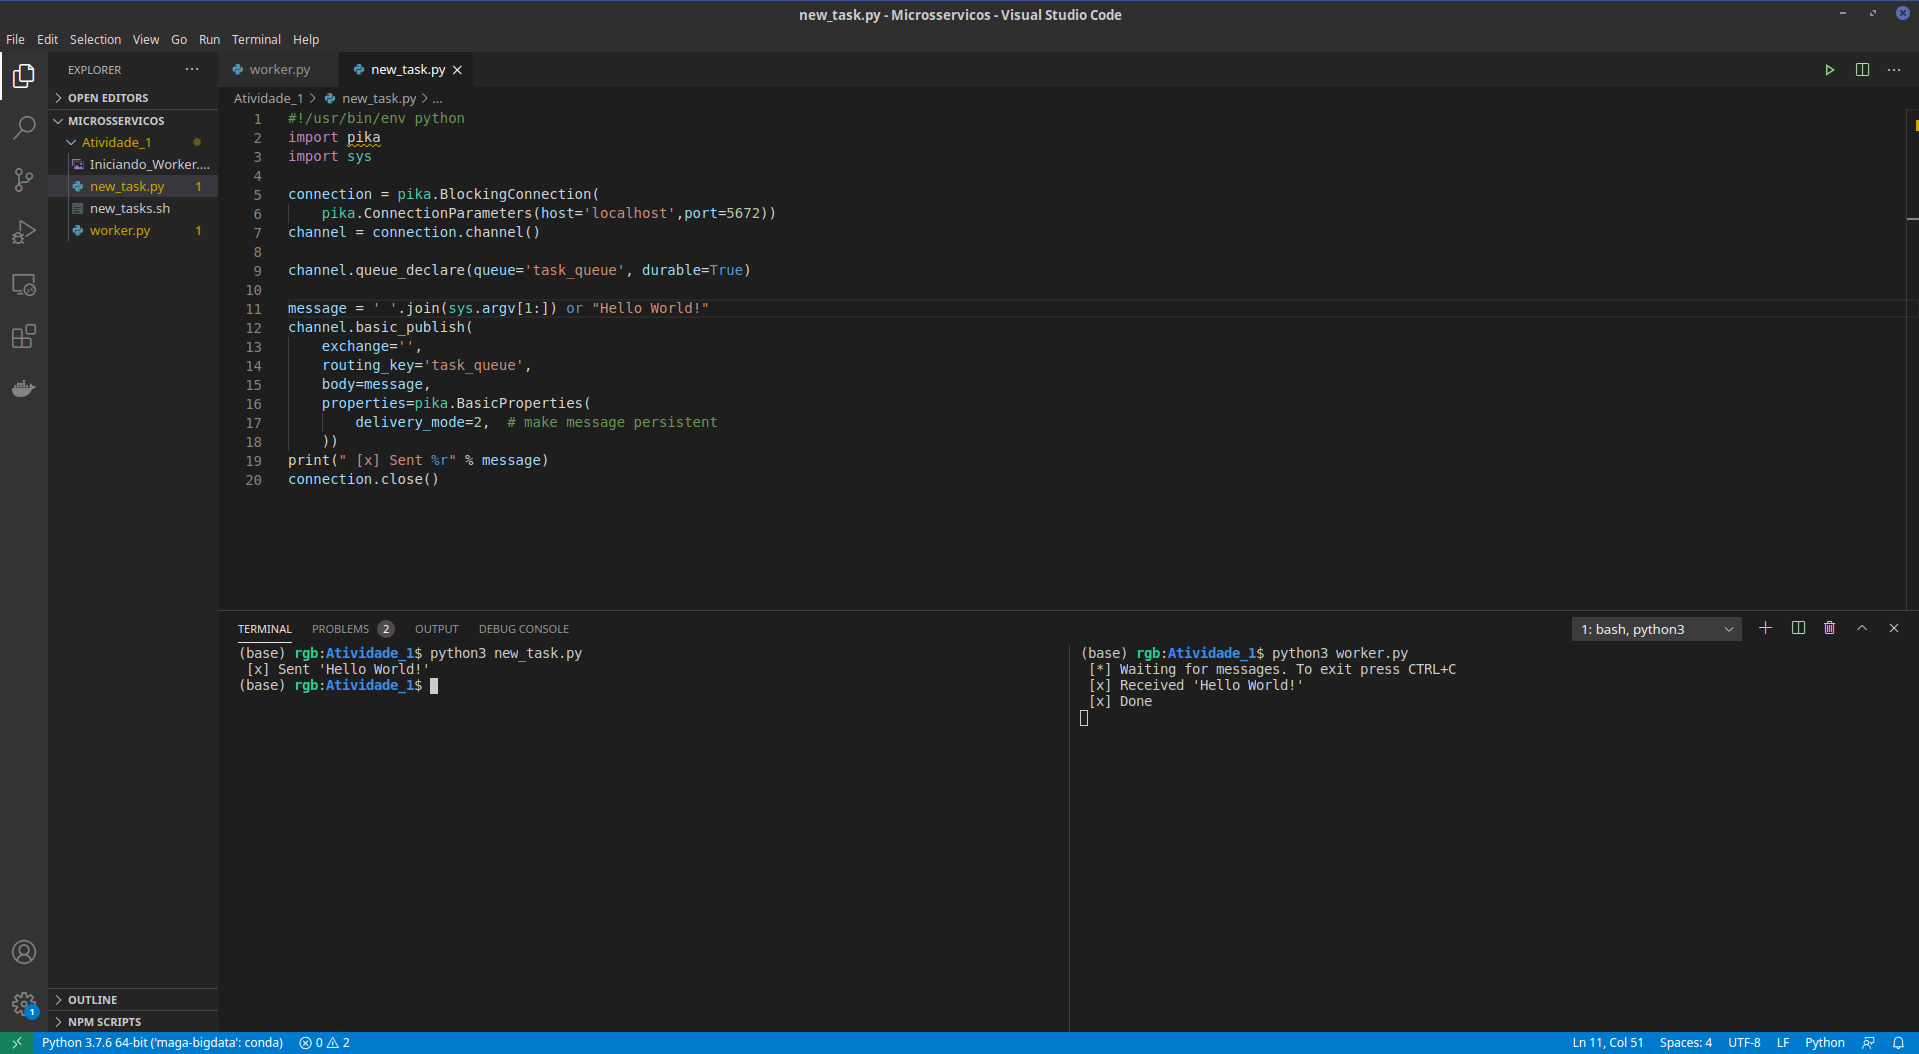 new_task.py - Microsservicos - Visual Studio Code
File Edit Selection View Go Run Terminal Help
EXPLORER
OPEN EDITORS
MICROSSERVICOS
Atividade_1
Iniciando_Worker....
new_task.py 1
new_tasks.sh
worker.py 1
OUTLINE
NPM SCRIPTS
worker.py new_task.py
Atividade_1 > new_task.py > ...
1 #!/usr/bin/env python
2 import pika
3 import sys
4
5 connection = pika.BlockingConnection(
6     pika.ConnectionParameters(host='localhost',port=5672))
7 channel = connection.channel()
8
9 channel.queue_declare(queue='task_queue', durable=True)
10
11 message = ' '.join(sys.argv[1:]) or "Hello World!"
12 channel.basic_publish(
13     exchange='',
14     routing_key='task_queue',
15     body=message,
16     properties=pika.BasicProperties(
17         delivery_mode=2,  # make message persistent
18     ))
19 print(" [x] Sent %r" % message)
20 connection.close()
TERMINAL PROBLEMS 2 OUTPUT DEBUG CONSOLE
1: bash, python3
(base) rgb:Atividade_1$ python3 new_task.py
[x] Sent 'Hello World!'
(base) rgb:Atividade_1$
(base) rgb:Atividade_1$ python3 worker.py
[*] Waiting for messages. To exit press CTRL+C
[x] Received 'Hello World!'
[x] Done
1
Python 3.7.6 64-bit ('maga-bigdata': conda) 0 2
Ln 11, Col 51 Spaces: 4 UTF-8 LF Python